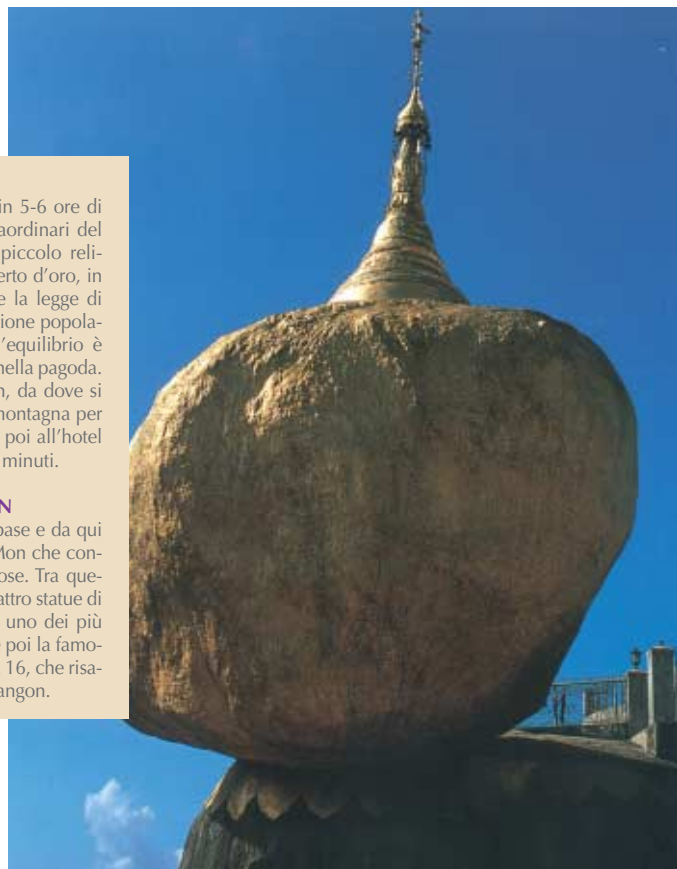 in 5-6 ore di
aordinari del
piccolo reli-
erto d'oro, in
e la legge di
ione popola-
'equilibrio è
nella pagoda.
n, da dove si
montagna per
poi all'hotel
minuti.
N
base e da qui
Mon che con-
ose. Tra que-
attro statue di
uno dei più
poi la famo-
16, che risa-
angon.